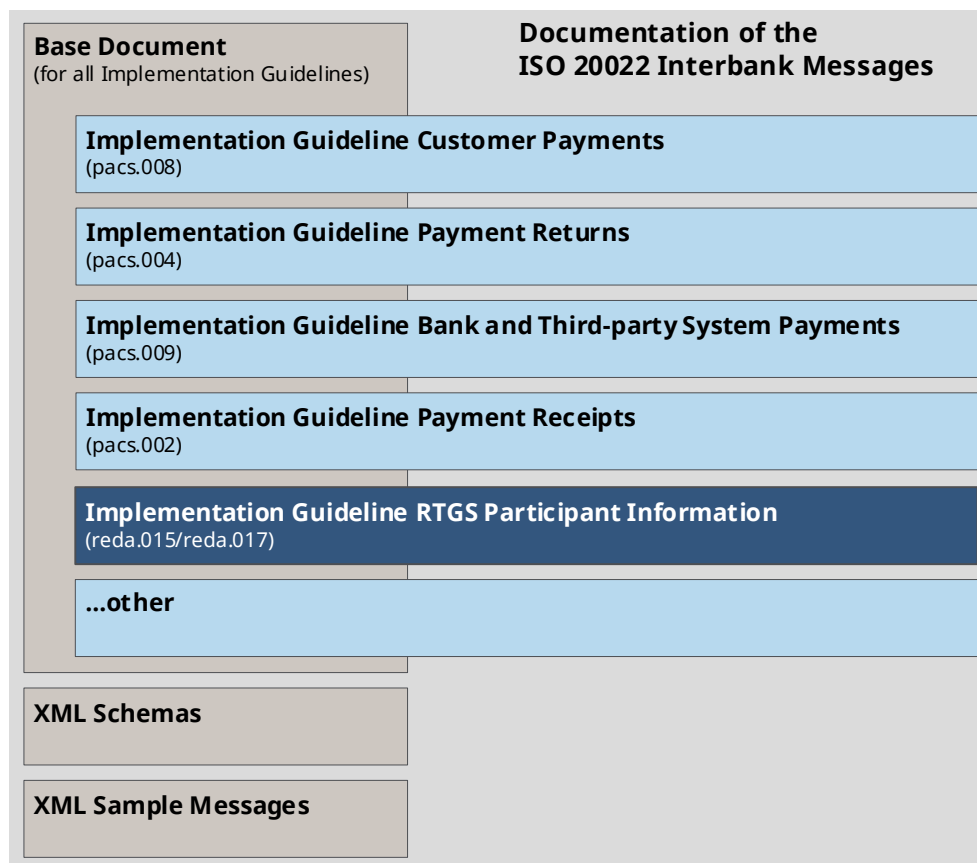 Base Document
(for all Implementation Guidelines)
Documentation of the
ISO 20022 Interbank Messages
Implementation Guideline Customer Payments
(pacs.008)
Implementation Guideline Payment Returns
(pacs.004)
Implementation Guideline Bank and Third-party System Payments
(pacs.009)
Implementation Guideline Payment Receipts
(pacs.002)
Implementation Guideline RTGS Participant Information
(reda.015/reda.017)
...other
XML Schemas
XML Sample Messages